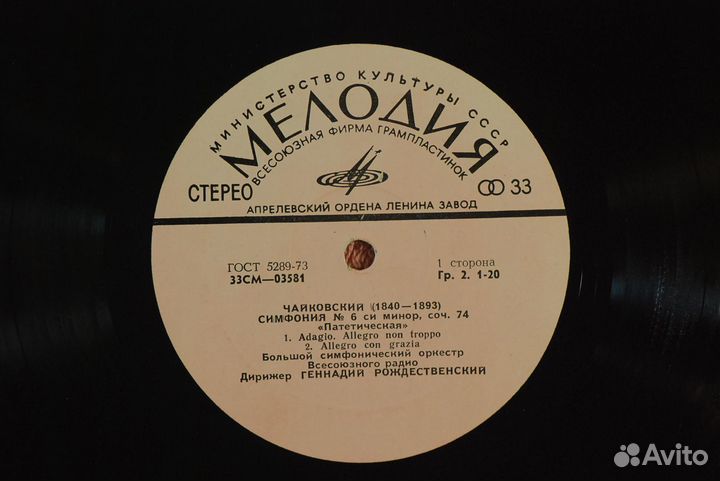 МИНИСТЕРСТВО КУЛЬТУРЫ СССР
МЕЛОДИЯ
ВСЕСОЮЗНАЯ ФИРМА ГРАМПЛАСТИНОК
СТЕРЕО
33
АПРЕЛЕВСКИЙ ОРДЕНА ЛЕНИНА ЗАВОД
ГОСТ 5289-73
33СМ—03581
1 сторона
Гр. 2. 1-20
ЧАЙКОВСКИЙ (1840—1893)
СИМФОНИЯ № 6 си минор, соч. 74
«Патетическая»
1. Adagio. Allegro non troppo
2. Allegro con grazia
Большой симфонический оркестр
Всесоюзного радио
Дирижер ГЕННАДИЙ РОЖДЕСТВЕНСКИЙ
Avito